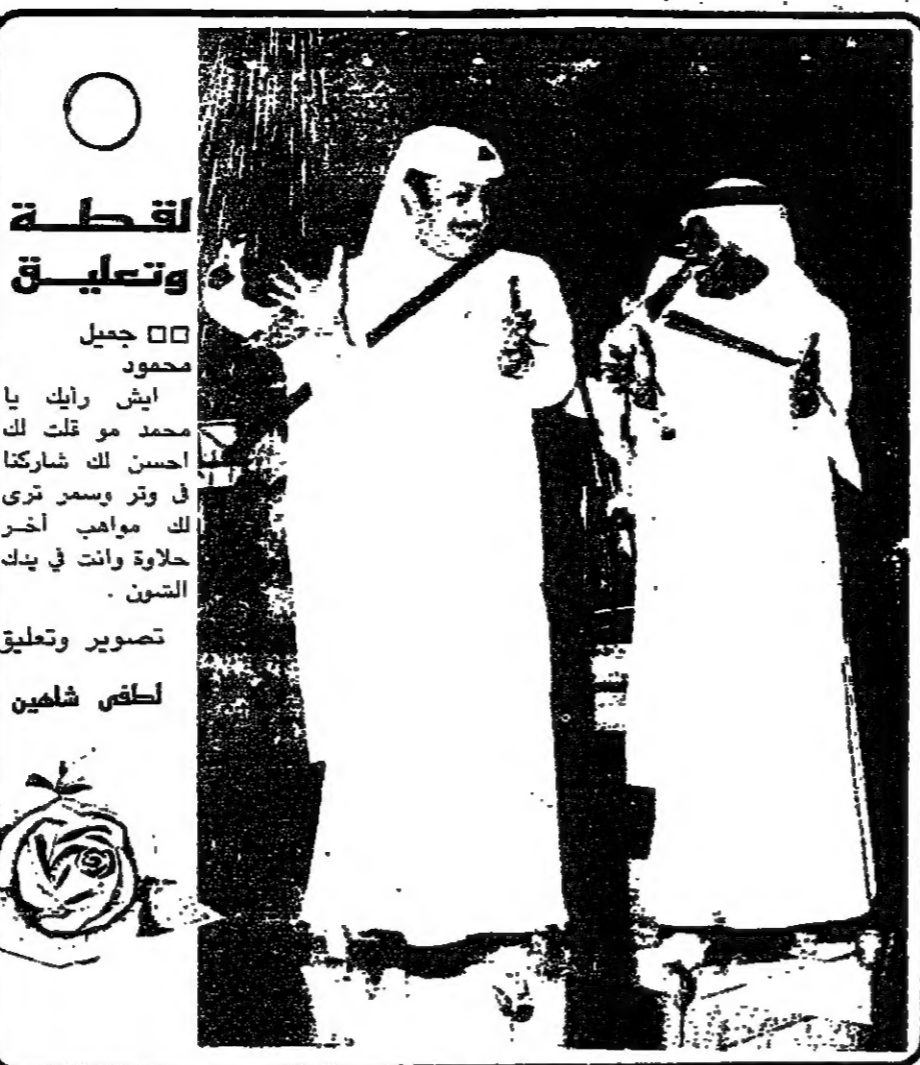 لقطة
وتعليق
□□ جميل
محمود
ايش رأيك يا
محمد مو قلت لك
احسن لك شاركنا
في وتر وسمر ترى
لك مواهب أخر
حلاوة وانت في يدك
الشون .
تصوير وتعليق
لطفي شاهين